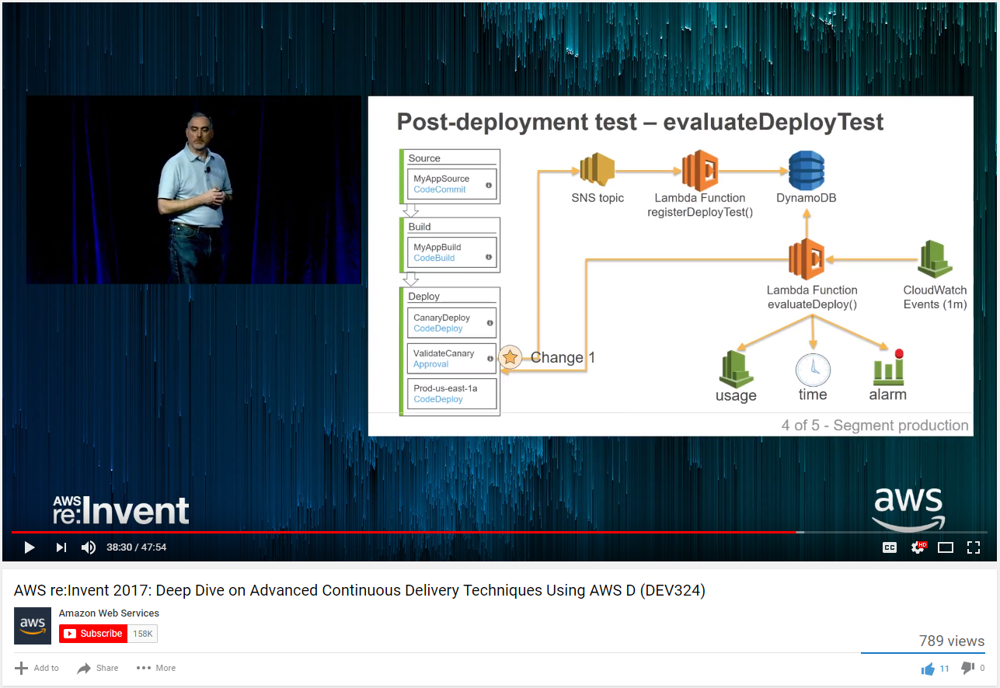 Post-deployment test – evaluateDeployTest
Source
MyAppSource
CodeCommit
Build
MyAppBuild
CodeBuild
Deploy
CanaryDeploy
CodeDeploy
ValidateCanary
Approval
Prod-us-east-1a
CodeDeploy
Change 1
SNS topic
Lambda Function
registerDeployTest()
DynamoDB
Lambda Function
evaluateDeploy()
CloudWatch
Events (1m)
usage
time
alarm
4 of 5 - Segment production
AWS
re:Invent
aws
38:30 / 47:54
CC
HD
AWS re:Invent 2017: Deep Dive on Advanced Continuous Delivery Techniques Using AWS D (DEV324)
aws
Amazon Web Services
Subscribe 158K
789 views
Add to Share More
11 0